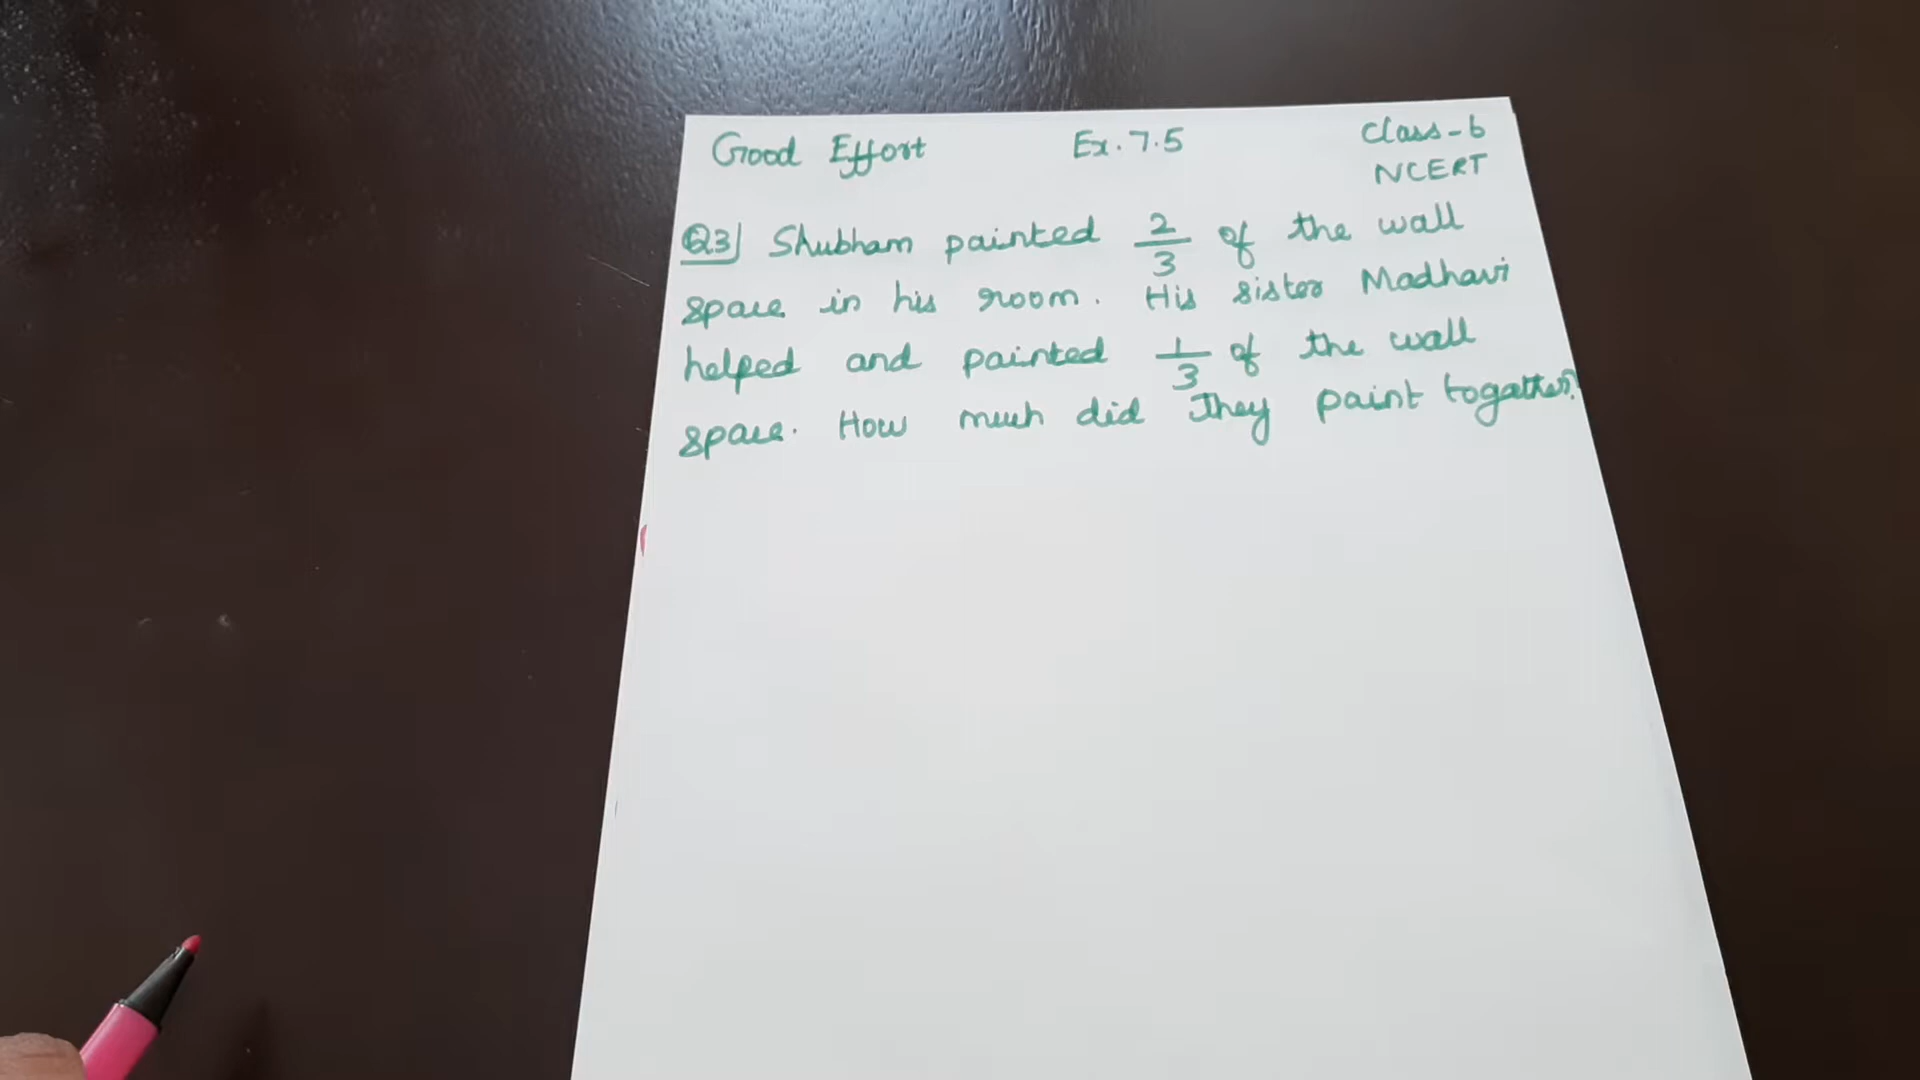 Good Effort Ex. 7.5 Class-6
NCERT
Q3 Shubham painted 2/3 of the wall
space in his room. His sister Madhavi
helped and painted 1/3 of the wall
space. How much did They paint togather?